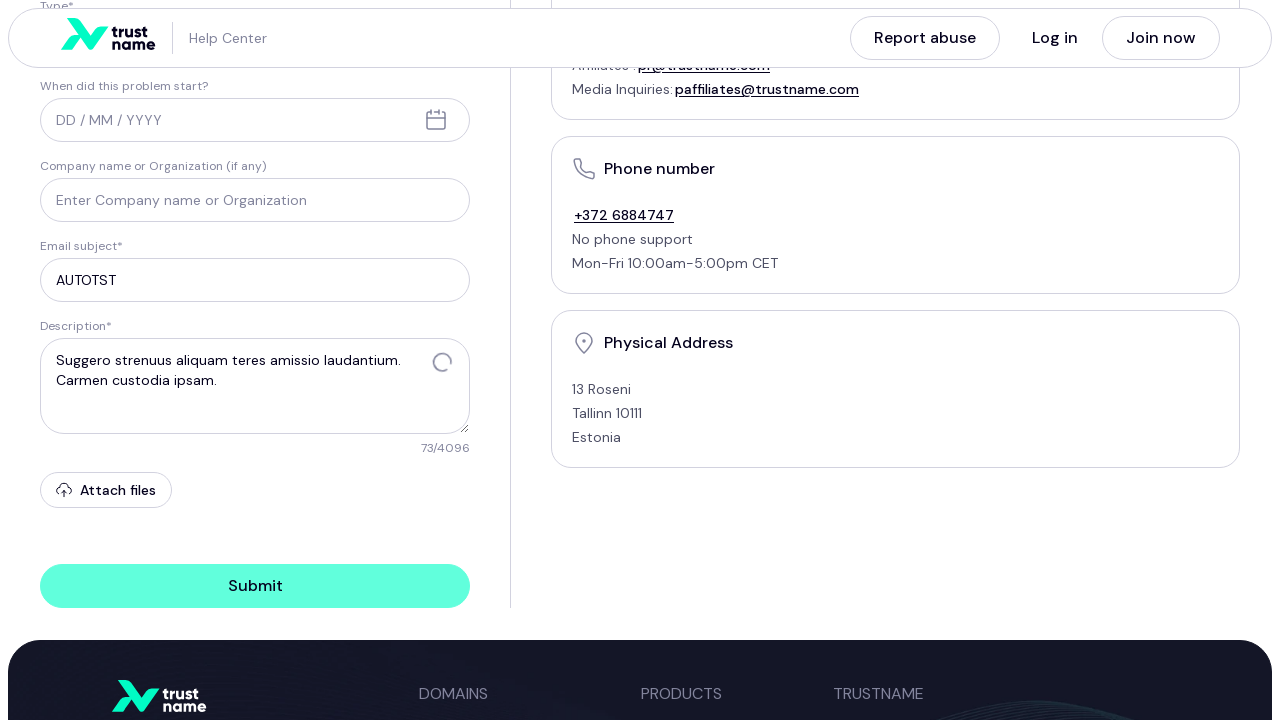 Type*
trust
name
Help Center
Report abuse
Log in
Join now
When did this problem start?
DD / MM / YYYY
Company name or Organization (if any)
Enter Company name or Organization
Email subject*
AUTOTST
Description*
Suggero strenuus aliquam teres amissio laudantium.
Carmen custodia ipsam.
73/4096
Attach files
Submit
Affiliates : pr@trustname.com
Media Inquiries: paffiliates@trustname.com
Phone number
+372 6884747
No phone support
Mon-Fri 10:00am-5:00pm CET
Physical Address
13 Roseni
Tallinn 10111
Estonia
trust
name
DOMAINS
PRODUCTS
TRUSTNAME